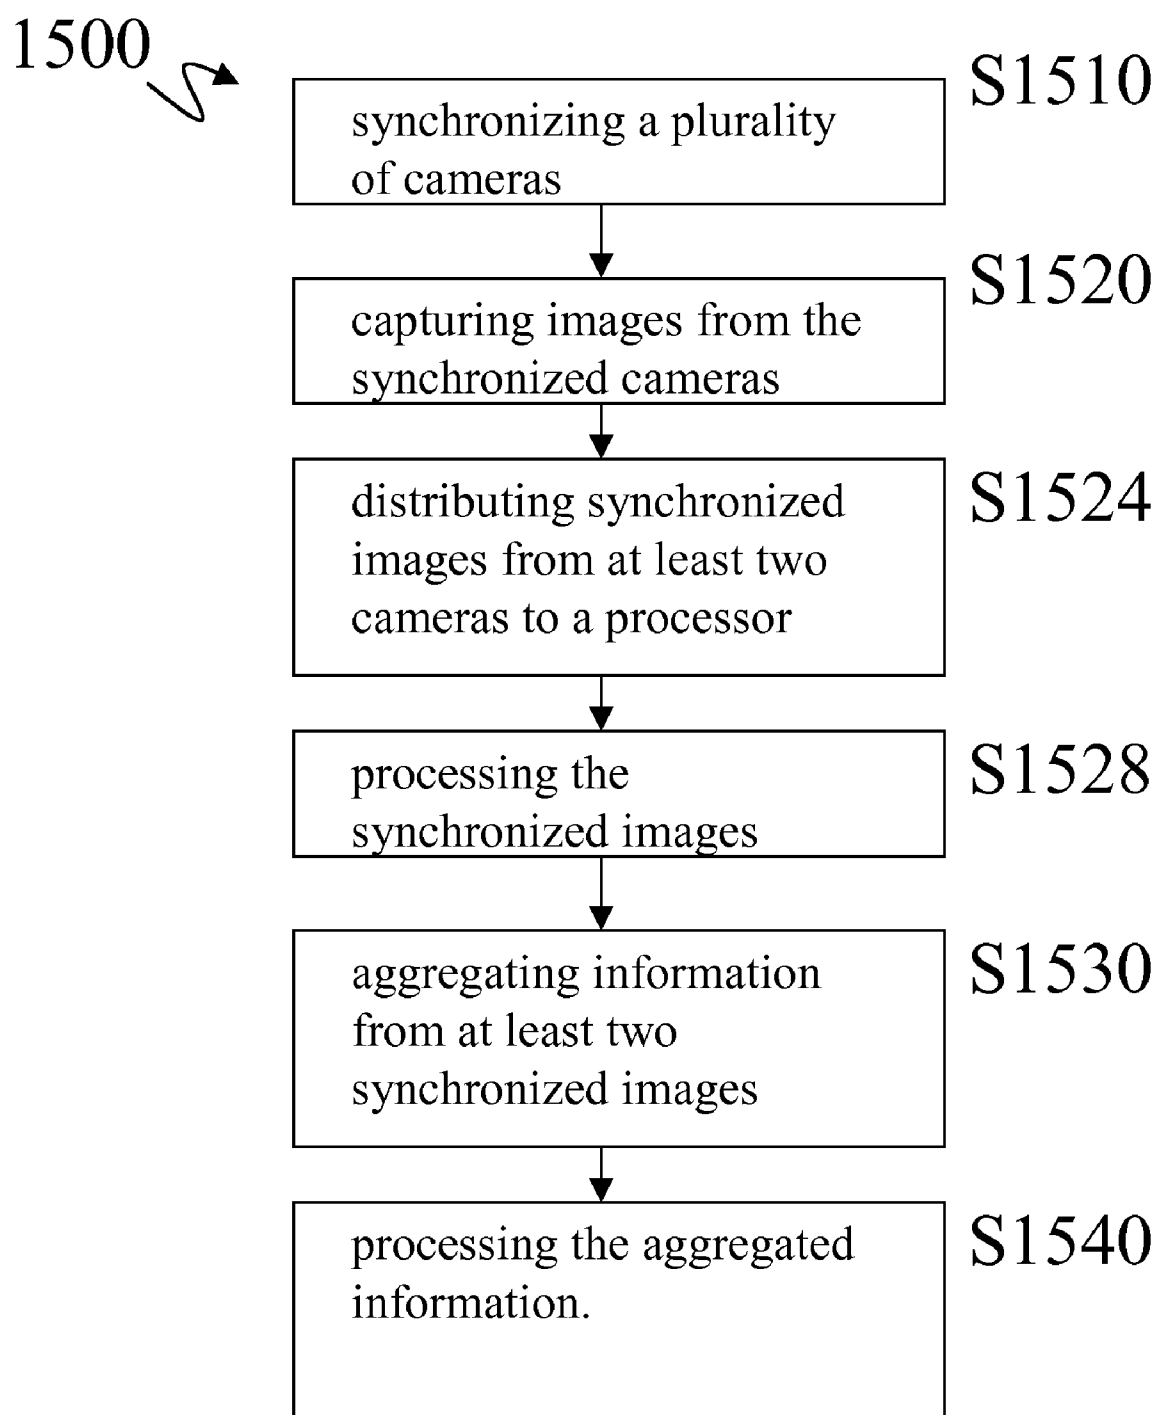 1500
S1510
synchronizing a plurality
of cameras
S1520
capturing images from the
synchronized cameras
S1524
distributing synchronized
images from at least two
cameras to a processor
S1528
processing the
synchronized images
S1530
aggregating information
from at least two
synchronized images
S1540
processing the aggregated
information.